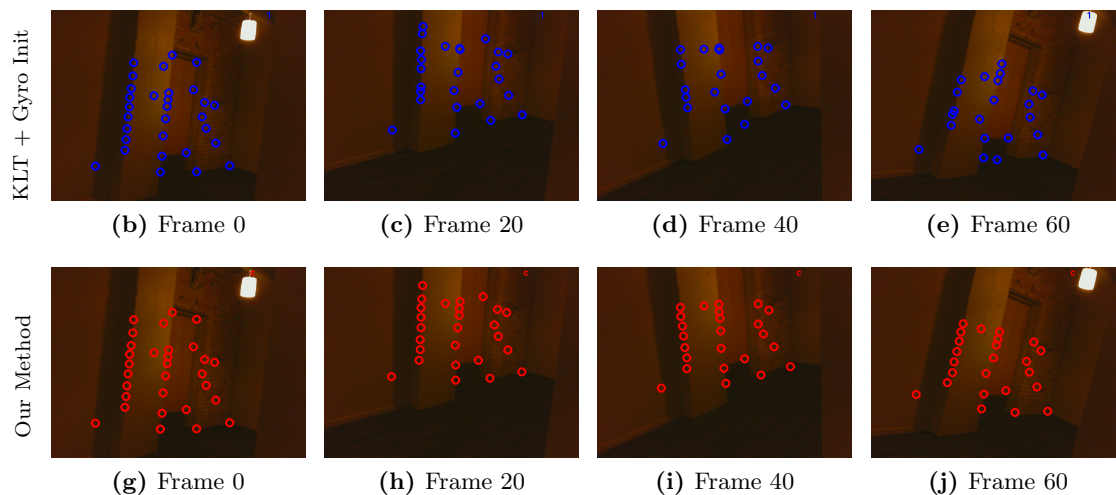 KLT + Gyro Init
(b) Frame 0
(c) Frame 20
(d) Frame 40
(e) Frame 60
Our Method
(g) Frame 0
(h) Frame 20
(i) Frame 40
(j) Frame 60